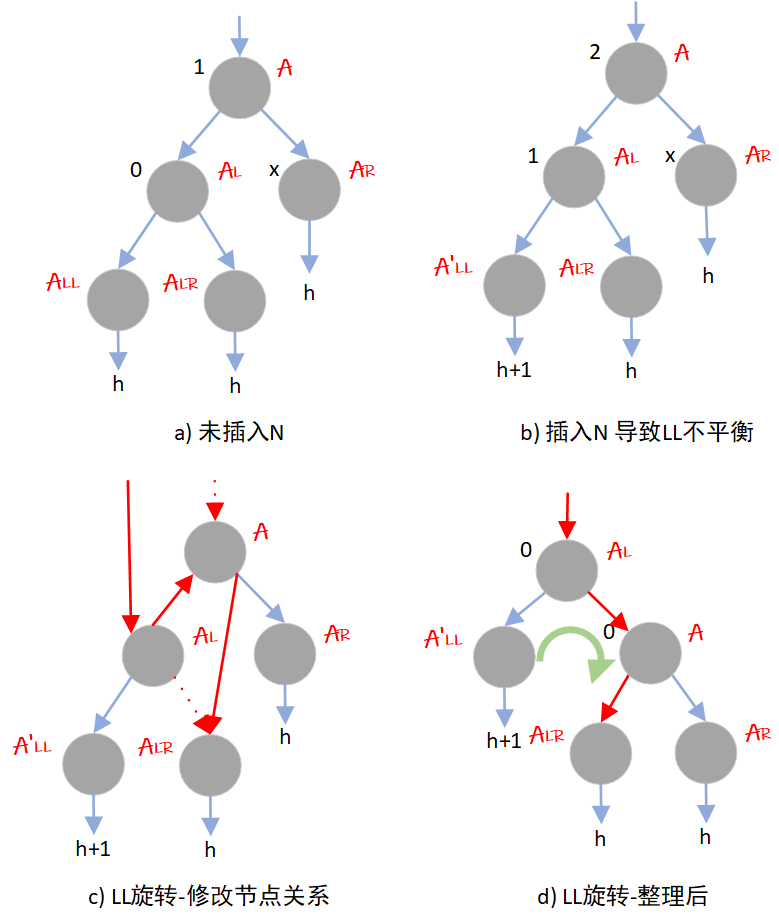 1 A
0 AL x AR
ALL ALR h
h h
a) 未插入N
2 A
1 AL x AR
A'LL ALR h
h+1 h
b) 插入N 导致LL不平衡
A
AL AR
A'LL ALR h
h+1 h
c) LL旋转-修改节点关系
0 AL
A'LL 0 A
h+1 ALR AR
h h
d) LL旋转-整理后